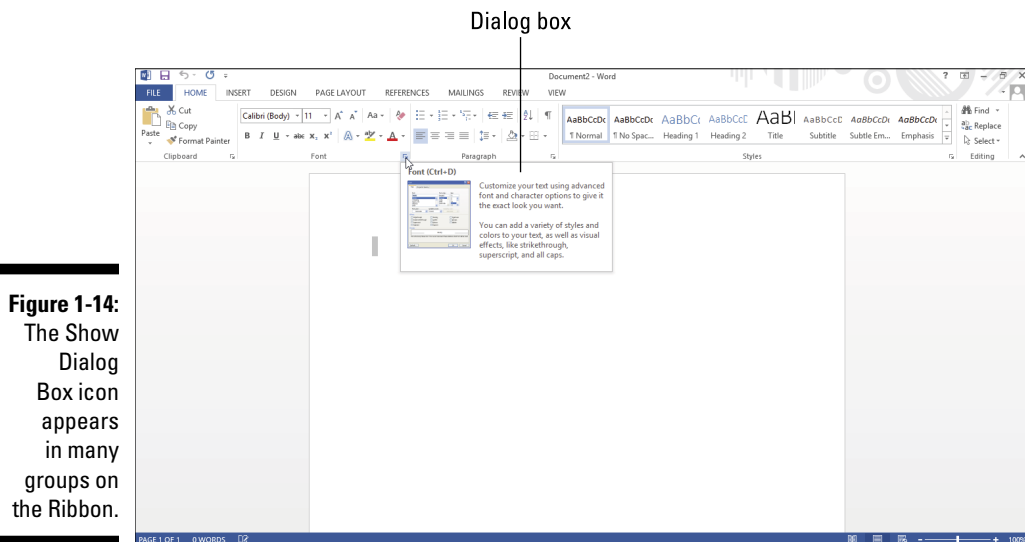 Dialog box
Document2 - Word
FILE HOME INSERT DESIGN PAGE LAYOUT REFERENCES MAILINGS REVIEW VIEW
Paste
Cut
Copy
Format Painter
Clipboard
Calibri (Body) 11
Font
Paragraph
AaBbCcDc AaBbCcDc AaBbCc AaBbCcC AaB AaBbCcD AaBbCcDc AaBbCcDc
¶ Normal ¶ No Spac... Heading 1 Heading 2 Title Subtitle Subtle Em... Emphasis
Styles
Find
Replace
Select
Editing
Font (Ctrl+D)
Customize your text using advanced
font and character options to give it
the exact look you want.
You can add a variety of styles and
colors to your text, as well as visual
effects, like strikethrough,
superscript, and all caps.
Figure 1-14:
The Show
Dialog
Box icon
appears
in many
groups on
the Ribbon.
PAGE 1 OF 1 0 WORDS
100%